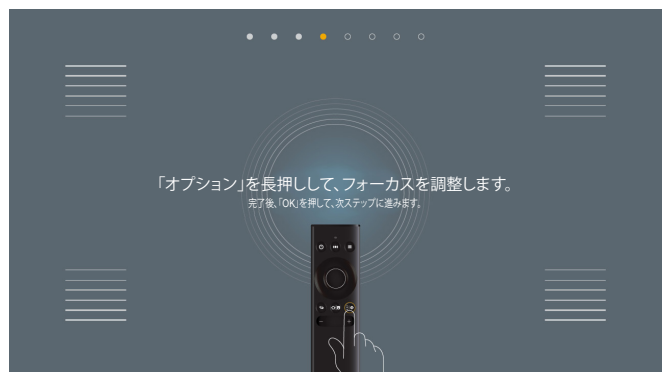 「オプション」を長押しして、フォーカスを調整します。
完了後、「OK」を押して、次ステップに進みます。